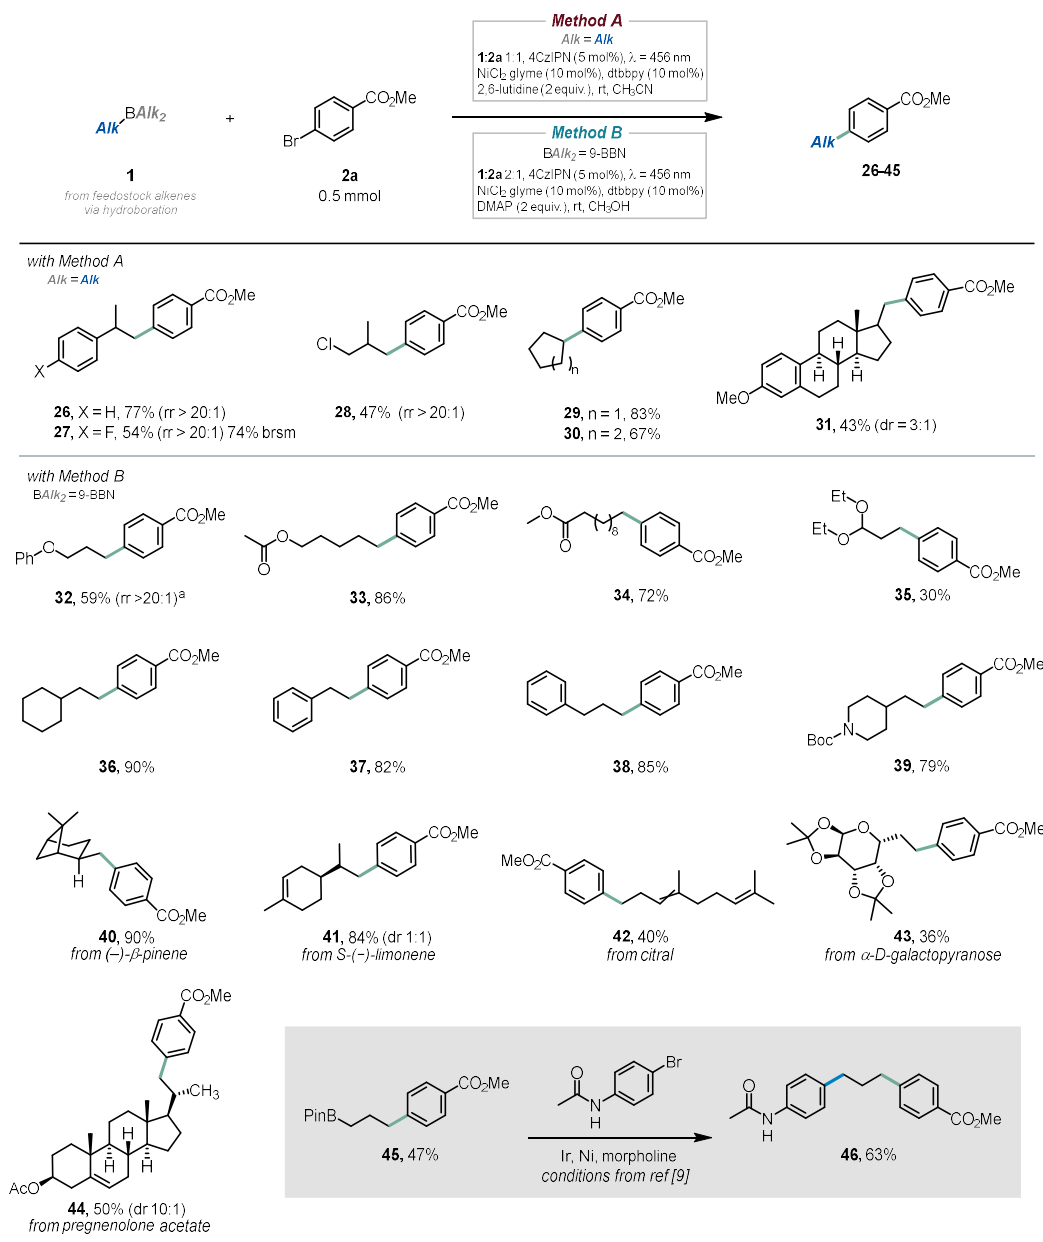 Method A
Alk = Alk
1:2a 1:1, 4CzIPN (5 mol%), λ = 456 nm
NiCl2 glyme (10 mol%), dtbbpy (10 mol%)
2,6-lutidine (2 equiv.), rt, CH3CN
Alk BAlk2
+
Br CO2Me
Method B
BAlk2 = 9-BBN
1:2a 2:1, 4CzIPN (5 mol%), λ = 456 nm
NiCl2 glyme (10 mol%), dtbbpy (10 mol%)
DMAP (2 equiv.), rt, CH3OH
Alk CO2Me
1
from feedostock alkenes
via hydroboration
2a
0.5 mmol
26-45
with Method A
Alk = Alk
X CO2Me
26, X = H, 77% (rr > 20:1)
27, X = F, 54% (rr > 20:1) 74% brsm
Cl CO2Me
28, 47% (rr > 20:1)
CO2Me ( )n
29, n = 1, 83%
30, n = 2, 67%
MeO H H H CO2Me
31, 43% (dr = 3:1)
with Method B
BAlk2 = 9-BBN
PhO CO2Me
32, 59% (rr >20:1)a
O O CO2Me
33, 86%
O O ( )8 CO2Me
34, 72%
Et O Et O CO2Me
35, 30%
CO2Me
36, 90%
CO2Me
37, 82%
CO2Me
38, 85%
Boc N CO2Me
39, 79%
H CO2Me
40, 90%
from (–)-β-pinene
Me CO2Me
41, 84% (dr 1:1)
from S-(−)-limonene
MeO2C
42, 40%
from citral
O O O O O CO2Me
43, 36%
from α-D-galactopyranose
CO2Me
CH3
H H H
AcO
44, 50% (dr 10:1)
from pregnenolone acetate
PinB CO2Me
45, 47%
O N H Br
Ir, Ni, morpholine
conditions from ref [9]
O N H CO2Me
46, 63%